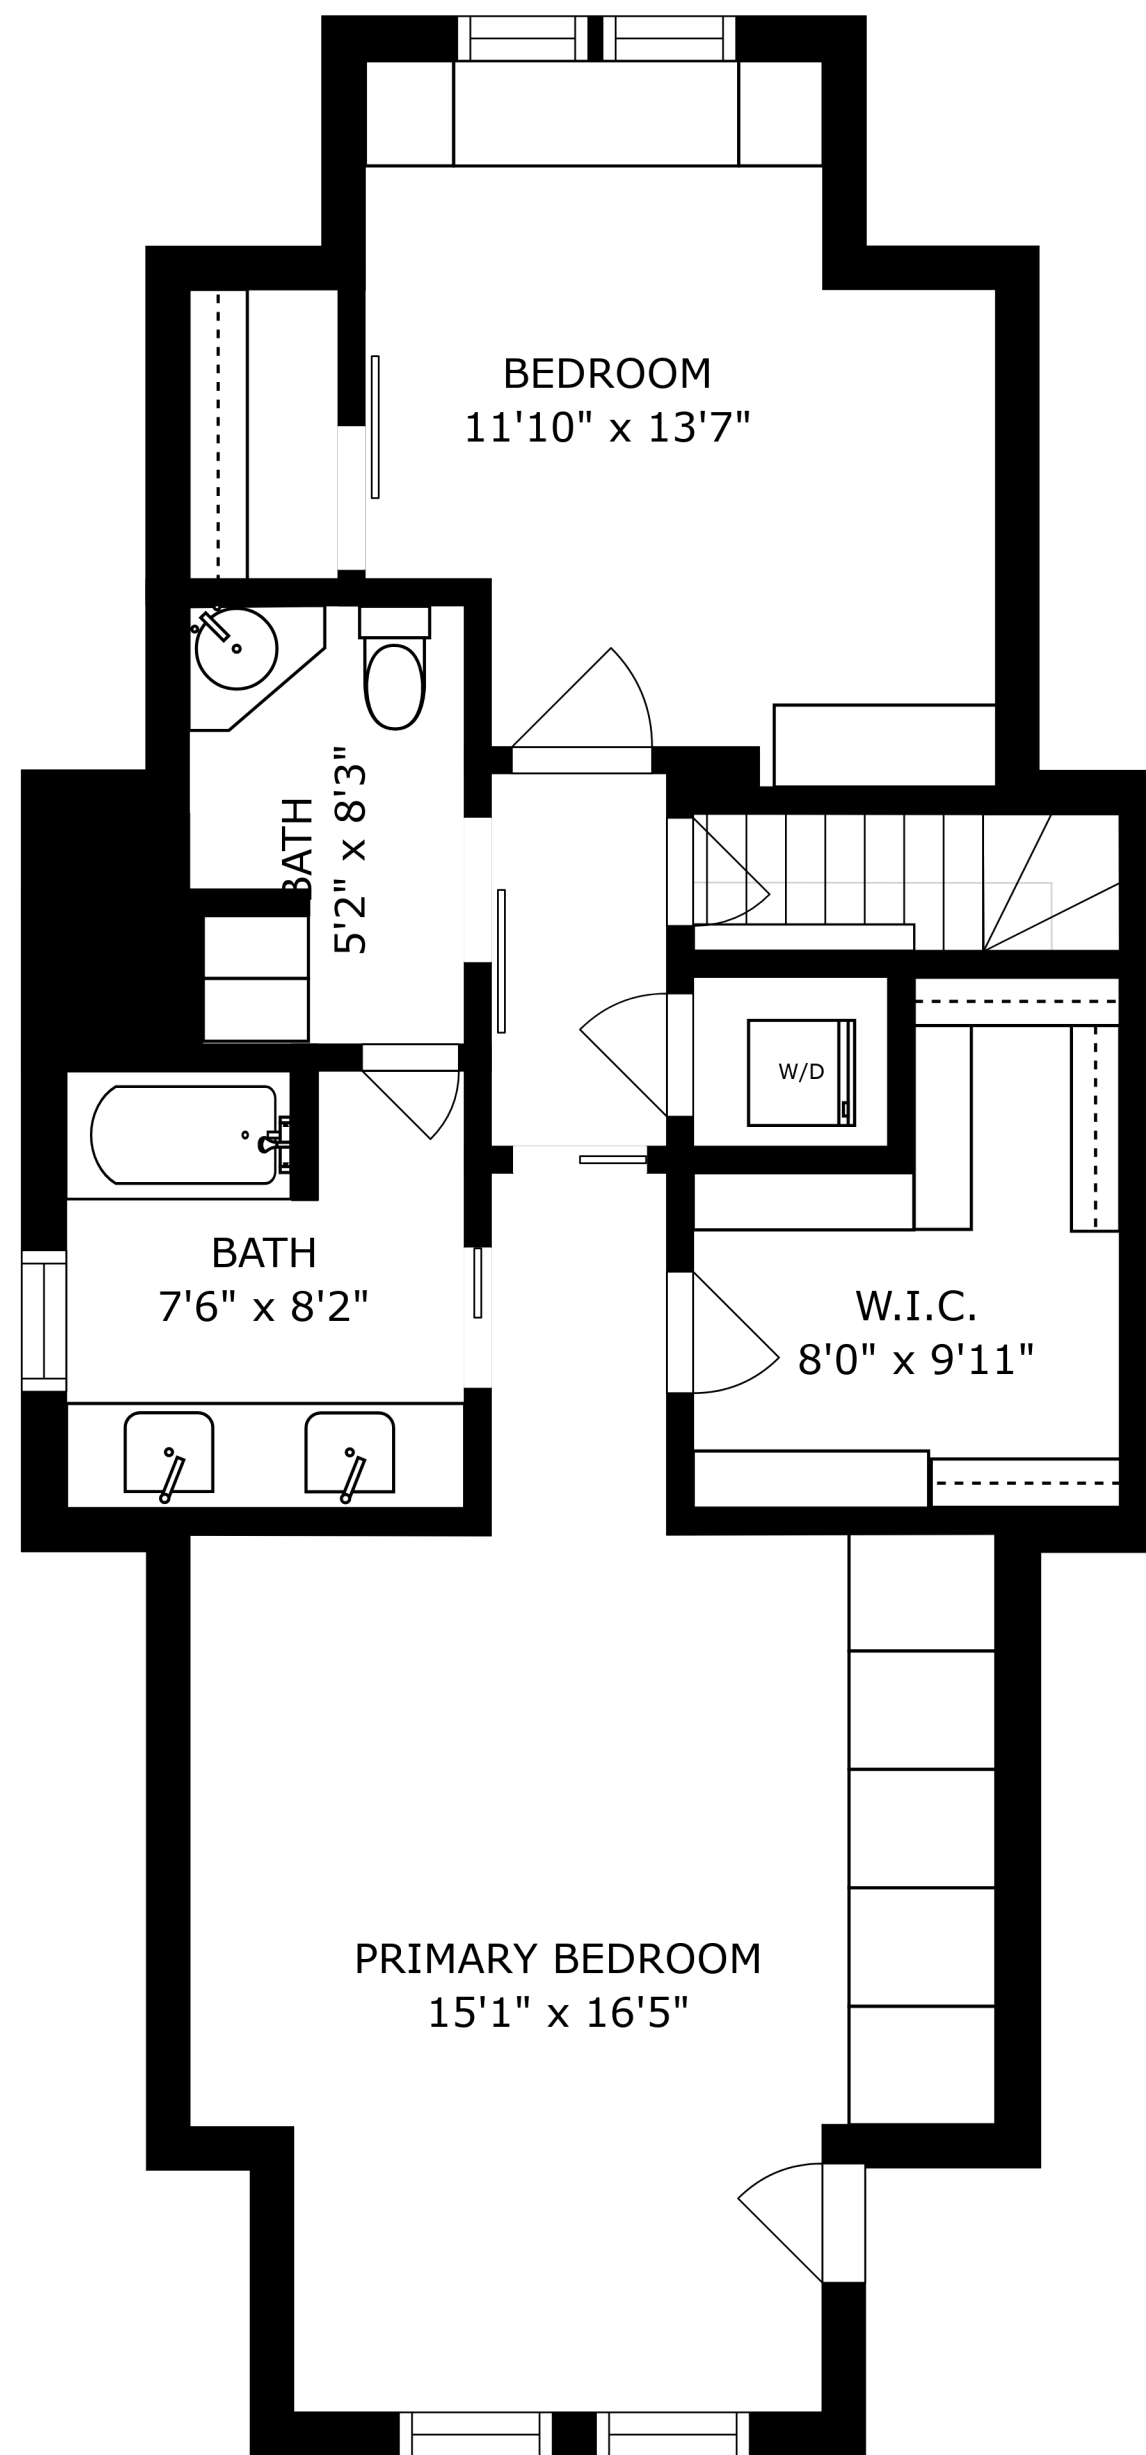 BEDROOM
11'10" x 13'7"
BATH
5'2" x 8'3"
W/D
BATH
7'6" x 8'2"
W.I.C.
8'0" x 9'11"
PRIMARY BEDROOM
15'1" x 16'5"